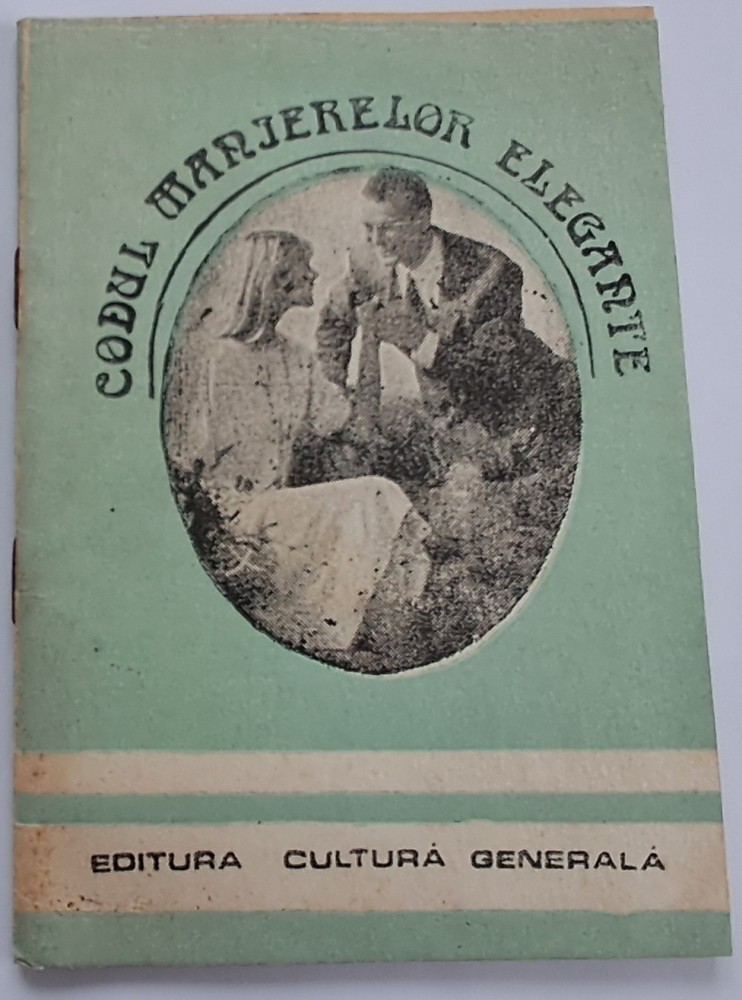 CODUL MANIERELOR ELEGANTE
EDITURA CULTURĂ GENERALĂ